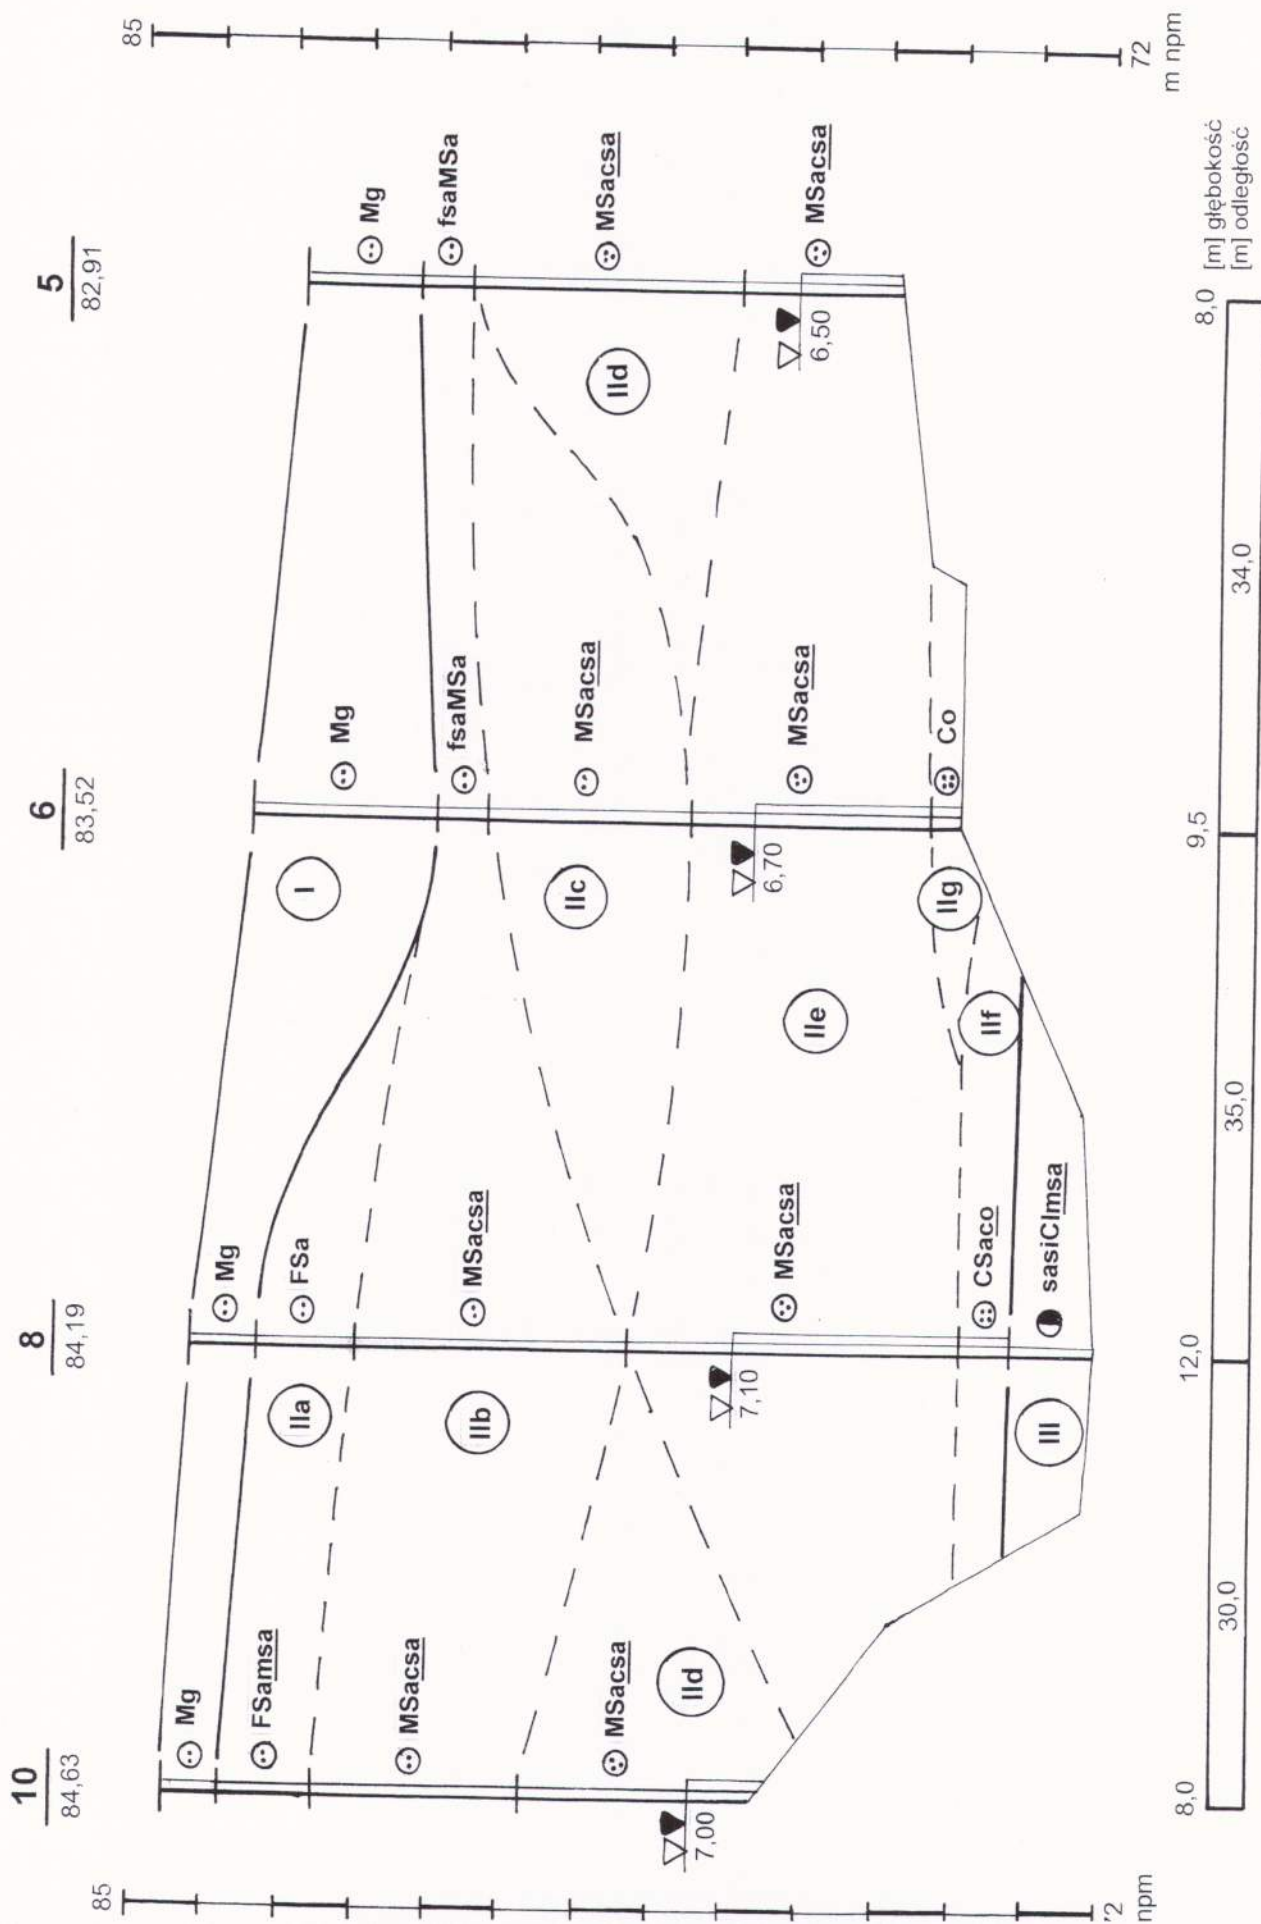 10
84,63
8
84,19
6
83,52
5
82,91
85
85
Mg
FSamsa
MSacsa
MSacsa
IId
7,00
IIa
IIb
Mg
FSa
MSacsa
MSacsa
CSaco
sasiClmsa
7,10
III
I
IIc
IIe
IIf
IIg
Mg
fsaMSa
MSacsa
MSacsa
Co
6,70
IId
Mg
fsaMSa
MSacsa
MSacsa
6,50
72
m npm
72
npm
8,0
12,0
9,5
8,0
[m] głębokość
30,0
35,0
34,0
[m] odległość